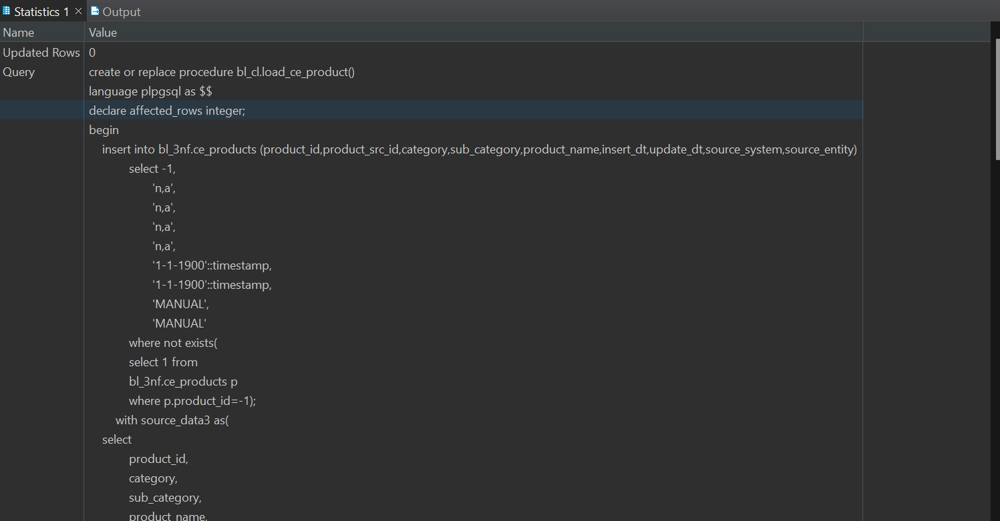 Statistics 1 Output
Name Value
Updated Rows 0
Query create or replace procedure bl_cl.load_ce_product()
language plpgsql as $$
declare affected_rows integer;
begin
insert into bl_3nf.ce_products (product_id,product_src_id,category,sub_category,product_name,insert_dt,update_dt,source_system,source_entity)
select -1,
'n,a',
'n,a',
'n,a',
'n,a',
'1-1-1900'::timestamp,
'1-1-1900'::timestamp,
'MANUAL',
'MANUAL'
where not exists(
select 1 from
bl_3nf.ce_products p
where p.product_id=-1);
with source_data3 as(
select
product_id,
category,
sub_category,
product_name,